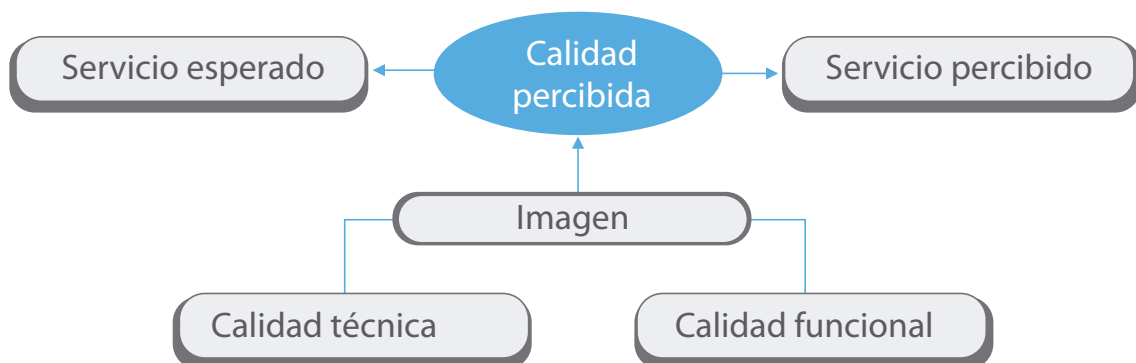 Servicio esperado
Calidad
percibida
Servicio percibido
Imagen
Calidad técnica
Calidad funcional